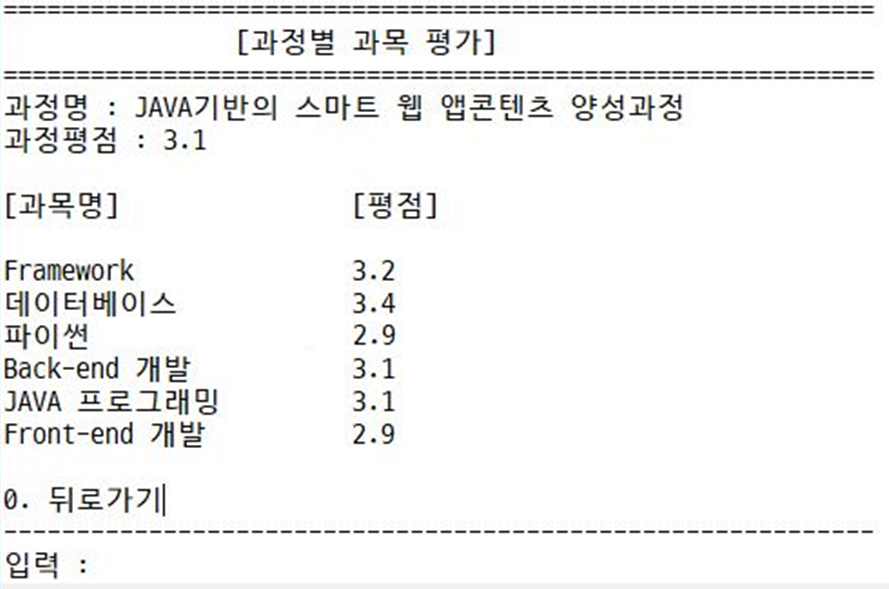 ============================================================
[과정별 과목 평가]
============================================================
과정명 : JAVA기반의 스마트 웹 앱콘텐츠 양성과정
과정평점 : 3.1
[과목명] [평점]
Framework 3.2
데이터베이스 3.4
파이썬 2.9
Back-end 개발 3.1
JAVA 프로그래밍 3.1
Front-end 개발 2.9
0. 뒤로가기
------------------------------------------------------------
입력 :